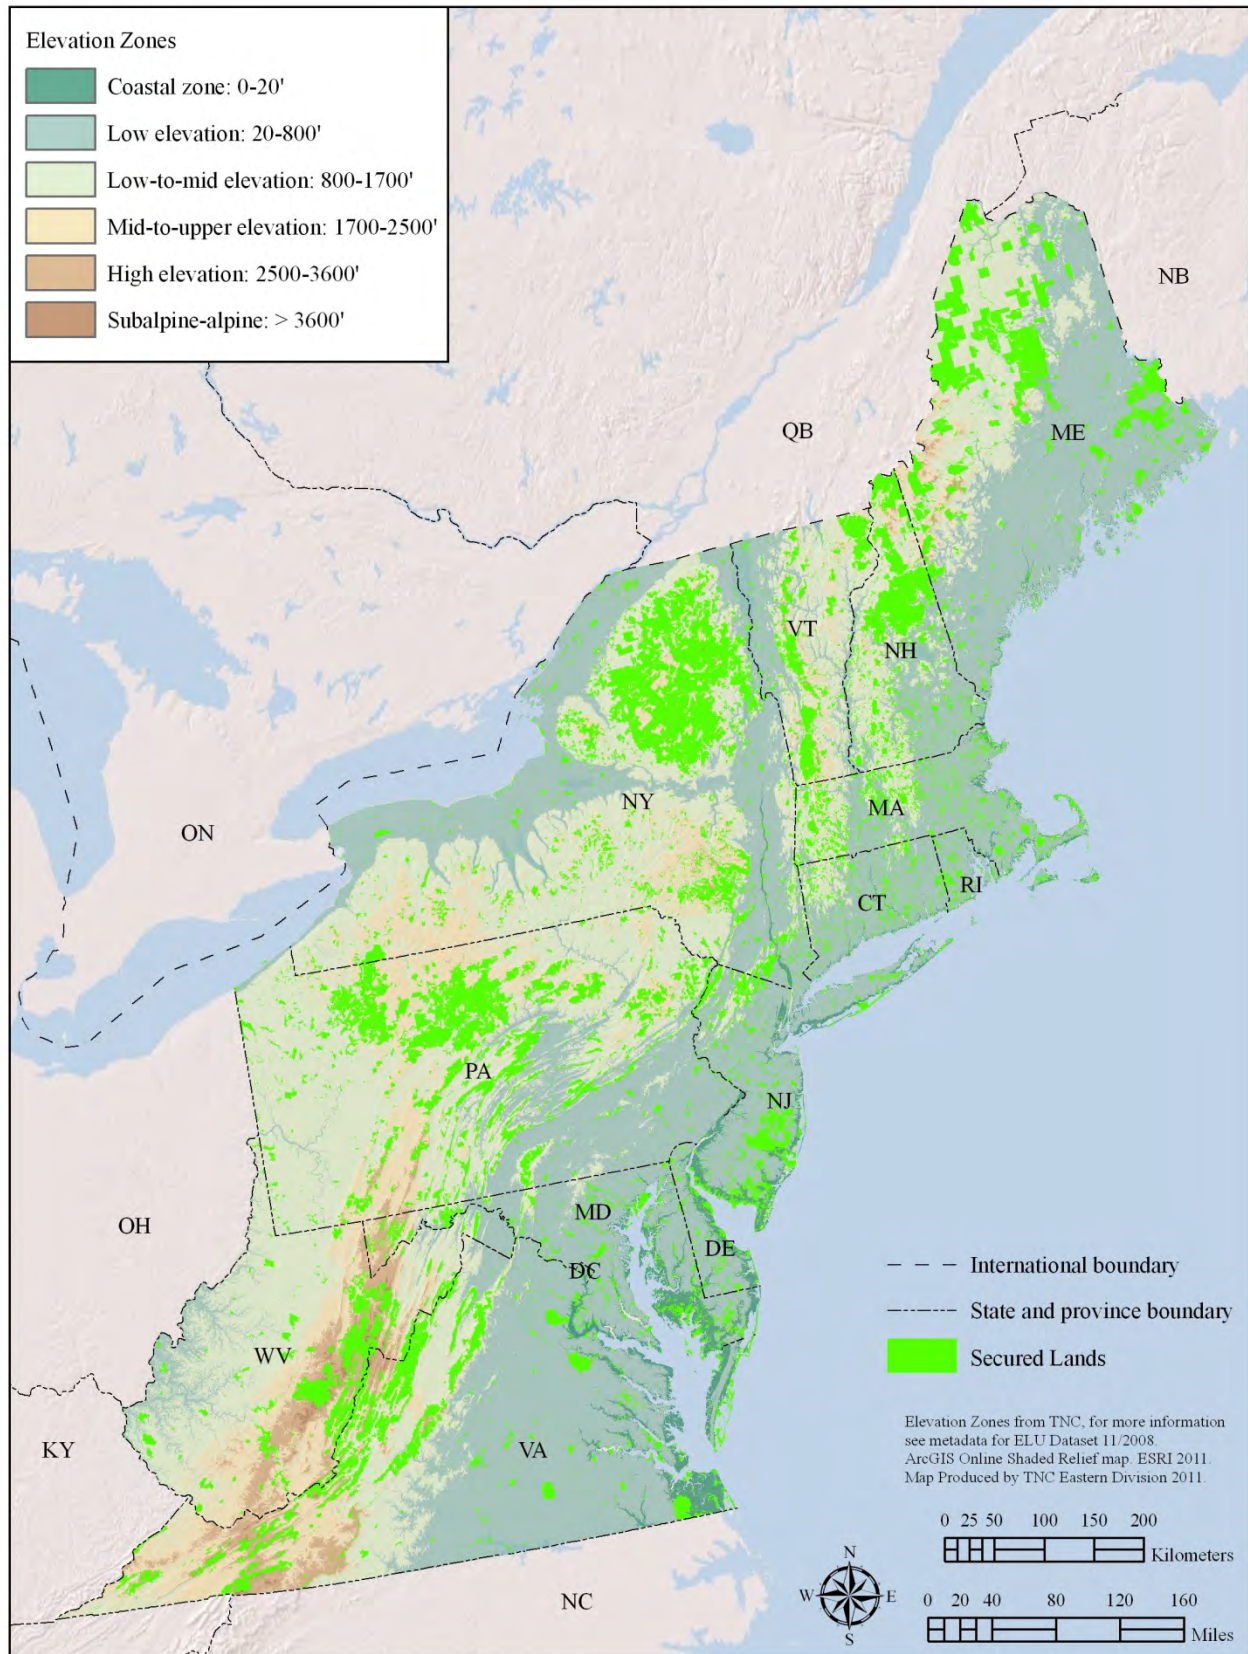 Elevation Zones
Coastal zone: 0-20'
Low elevation: 20-800'
Low-to-mid elevation: 800-1700'
Mid-to-upper elevation: 1700-2500'
High elevation: 2500-3600'
Subalpine-alpine: > 3600'
NB
QB
ME
VT
NH
NY
ON
MA
CT
RI
PA
NJ
OH
MD
DE
DC
WV
KY
VA
NC
International boundary
State and province boundary
Secured Lands
Elevation Zones from TNC, for more information
see metadata for ELU Dataset 11/2008.
ArcGIS Online Shaded Relief map. ESRI 2011.
Map Produced by TNC Eastern Division 2011.
0 25 50 100 150 200
Kilometers
0 20 40 80 120 160
Miles
N
W E
S